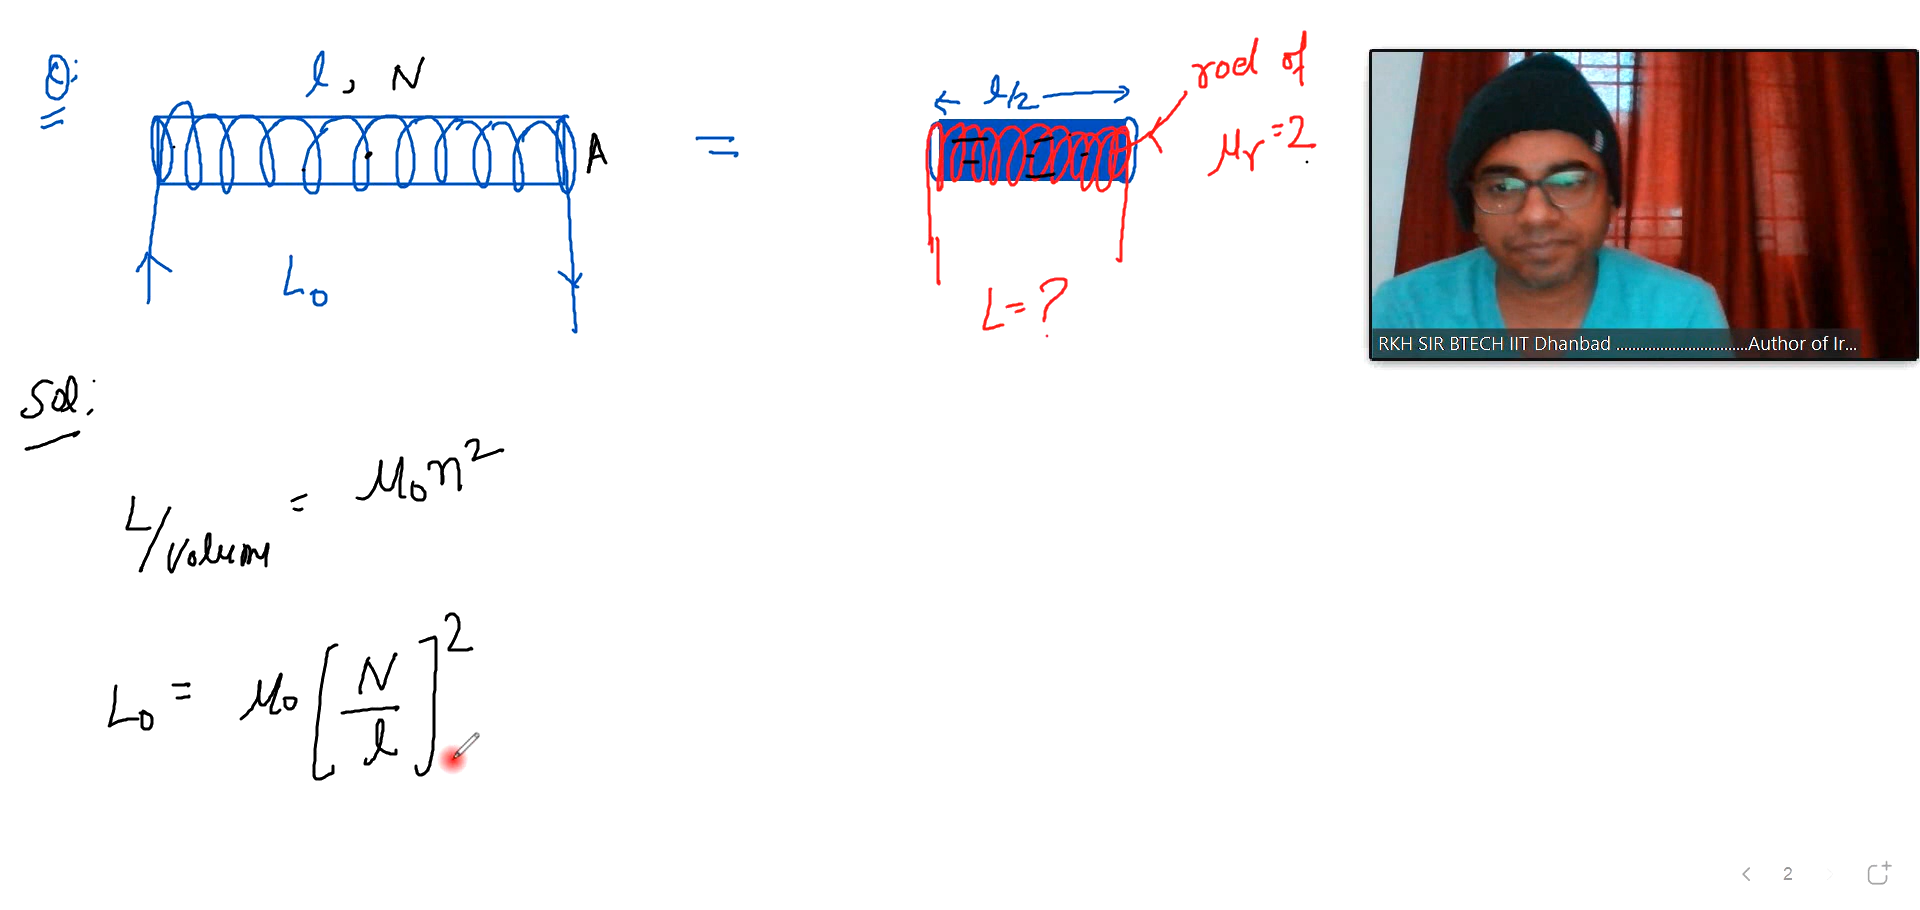 Q:
l, N
A
L₀
=
l/2
rod of
μr=2
L=?
RKH SIR BTECH IIT Dhanbad ..................................Author of Ir...
Sol:
L/volum = μ₀n²
L₀ = μ₀[N/l]²
2